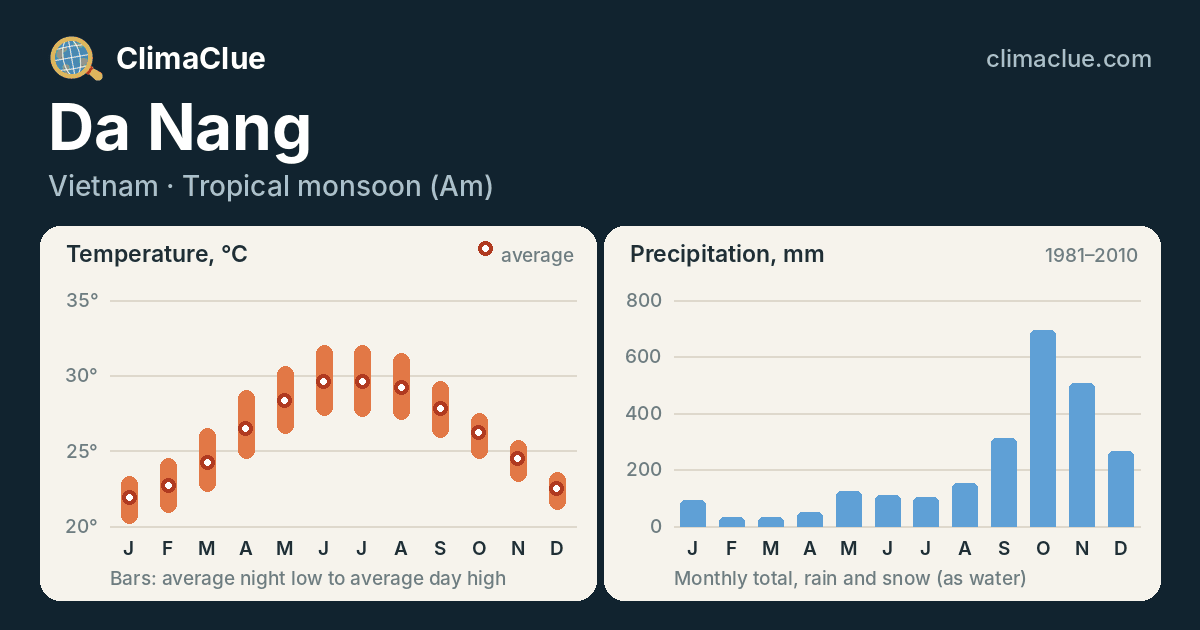 ClimaClue
climaclue.com
Da Nang
Vietnam · Tropical monsoon (Am)
Temperature, °C
average
35°
30°
25°
20°
J F M A M J J A S O N D
Bars: average night low to average day high
Precipitation, mm
1981–2010
800
600
400
200
0
J F M A M J J A S O N D
Monthly total, rain and snow (as water)